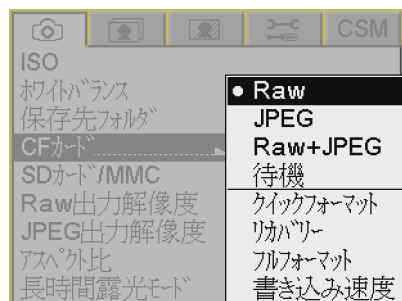 CSM
ISO
ﾎﾜｲﾄﾊﾞﾗﾝｽ
保存先ﾌｫﾙﾀﾞ
CFｶｰﾄﾞ
SDｶｰﾄﾞ/MMC
Raw出力解像度
JPEG出力解像度
ｱｽﾍﾟｸﾄ比
長時間露光ﾓｰﾄﾞ
Raw
JPEG
Raw+JPEG
待機
ｸｲｯｸﾌｫｰﾏｯﾄ
ﾘｶﾊﾞﾘｰ
ﾌﾙﾌｫｰﾏｯﾄ
書き込み速度